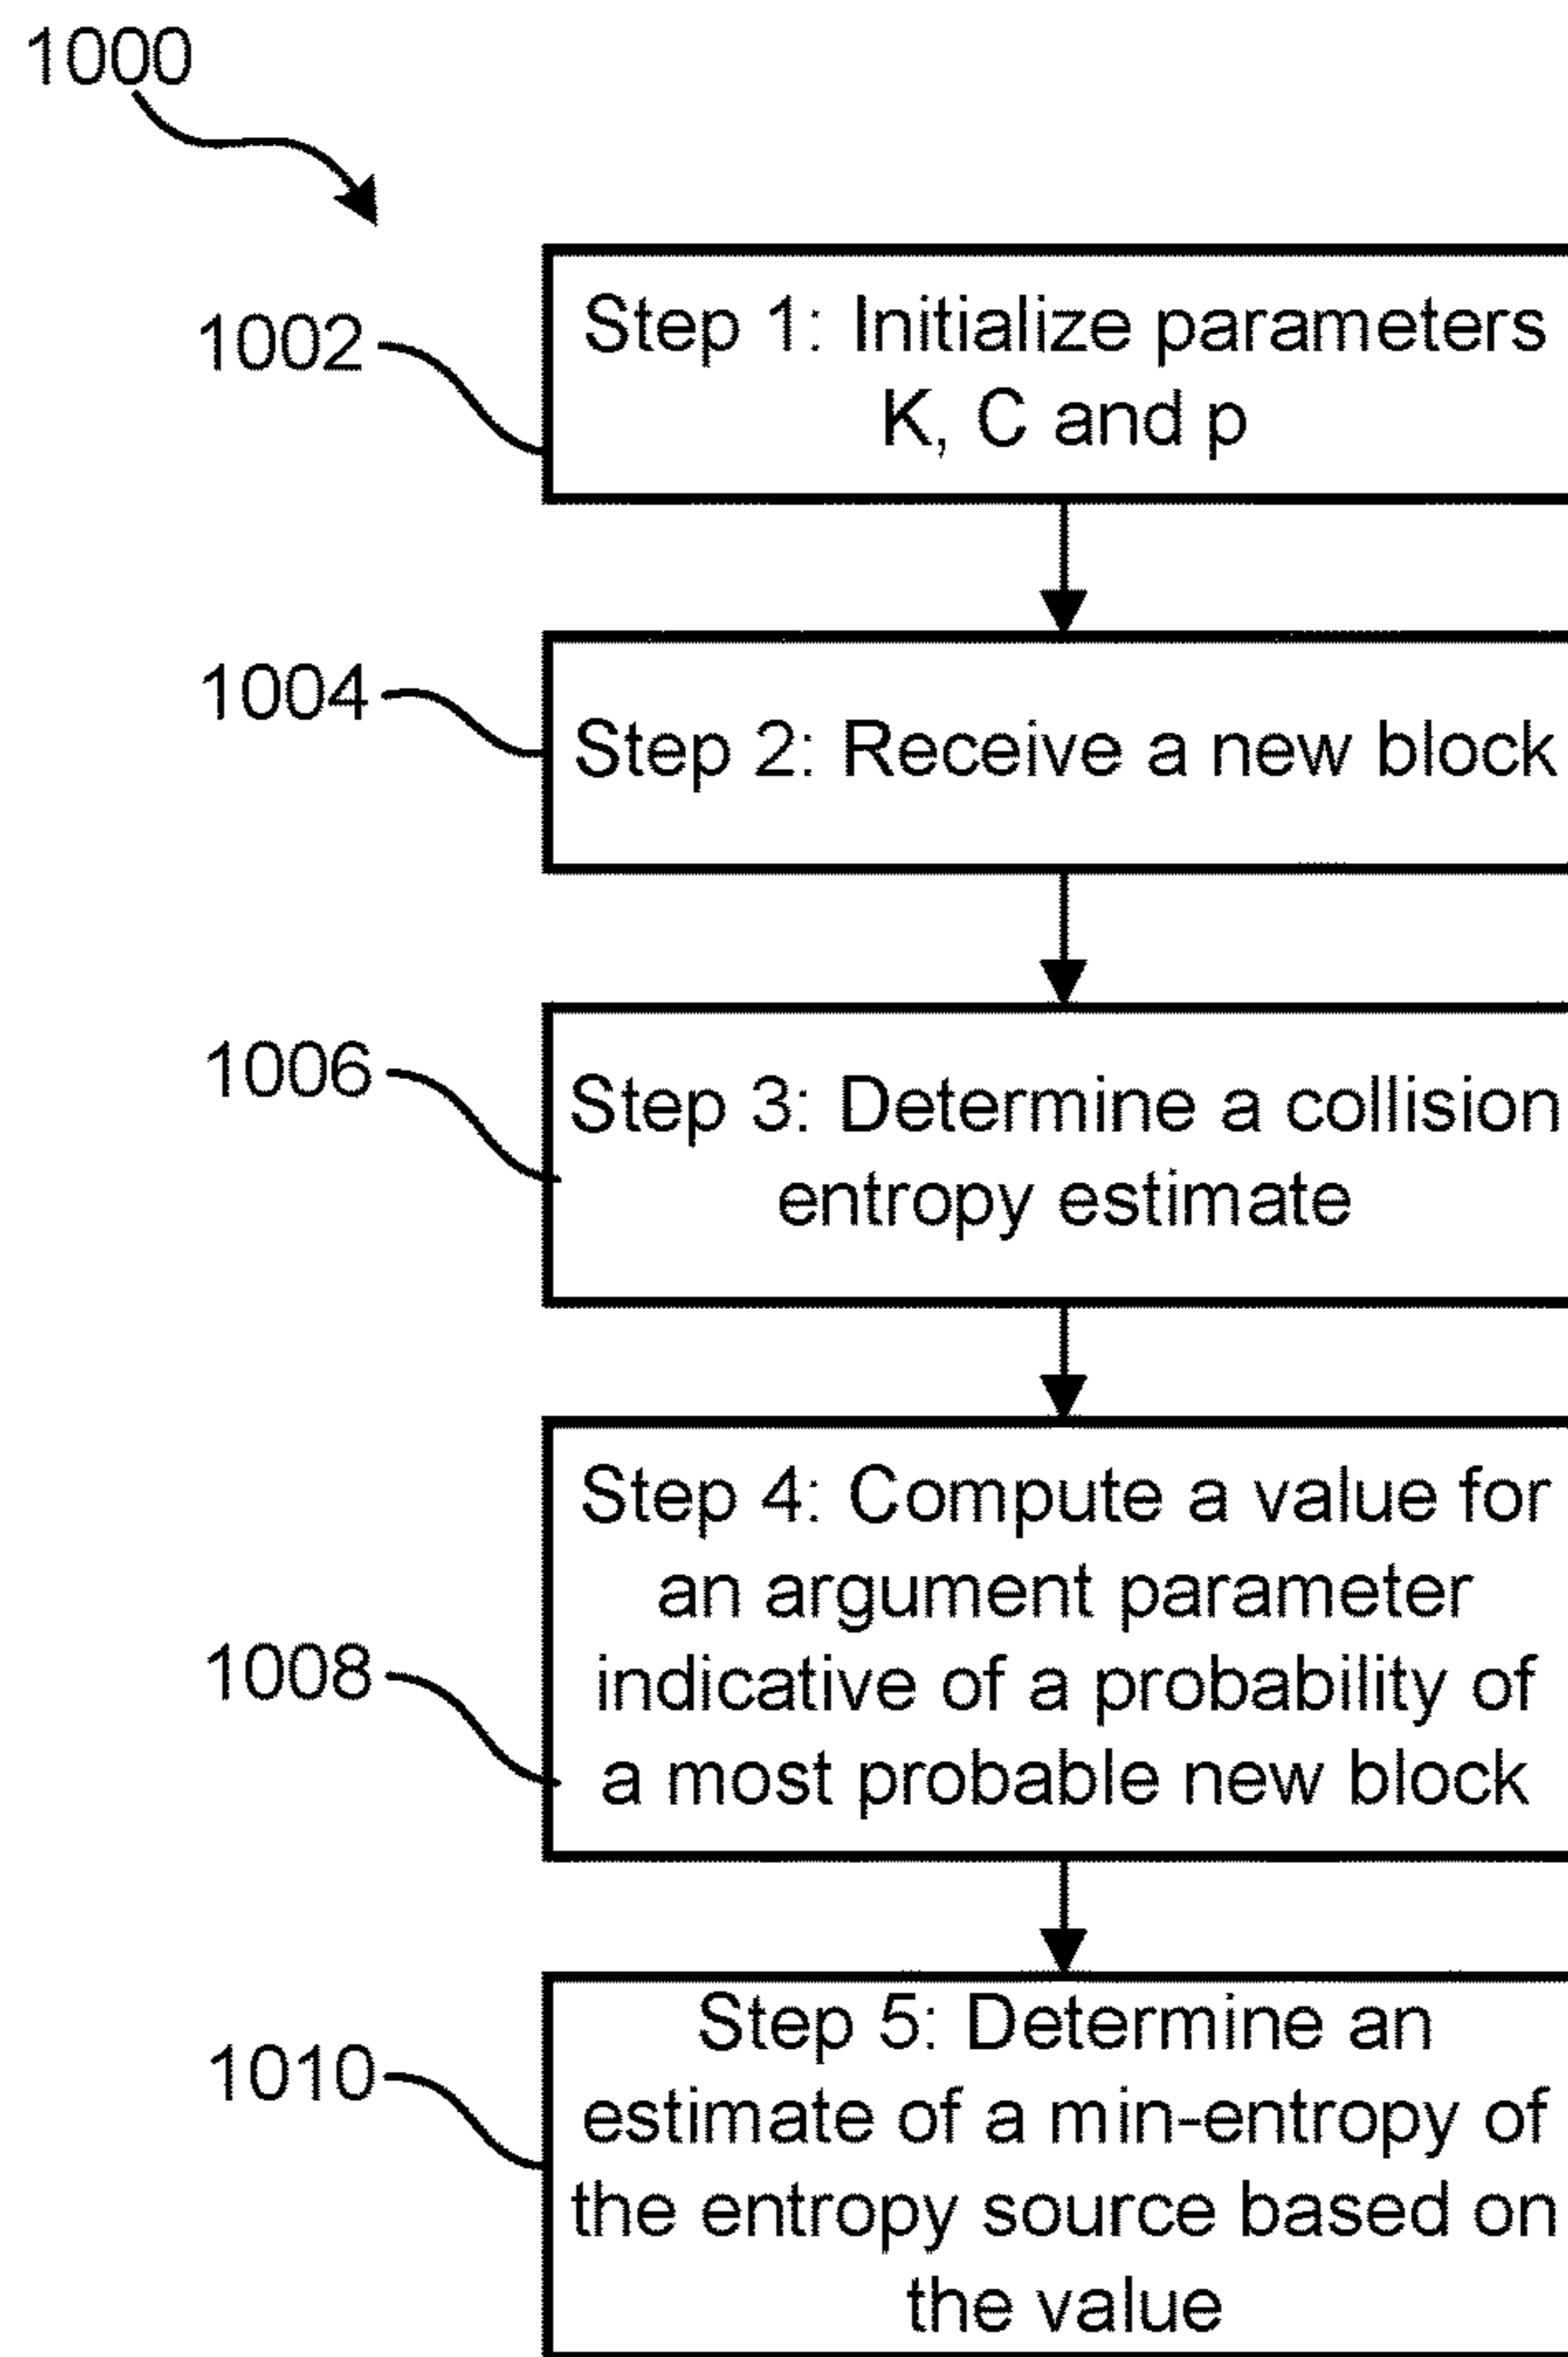 1000
1002
Step 1: Initialize parameters
K, C and p
1004
Step 2: Receive a new block
1006
Step 3: Determine a collision
entropy estimate
1008
Step 4: Compute a value for
an argument parameter
indicative of a probability of
a most probable new block
1010
Step 5: Determine an
estimate of a min-entropy of
the entropy source based on
the value